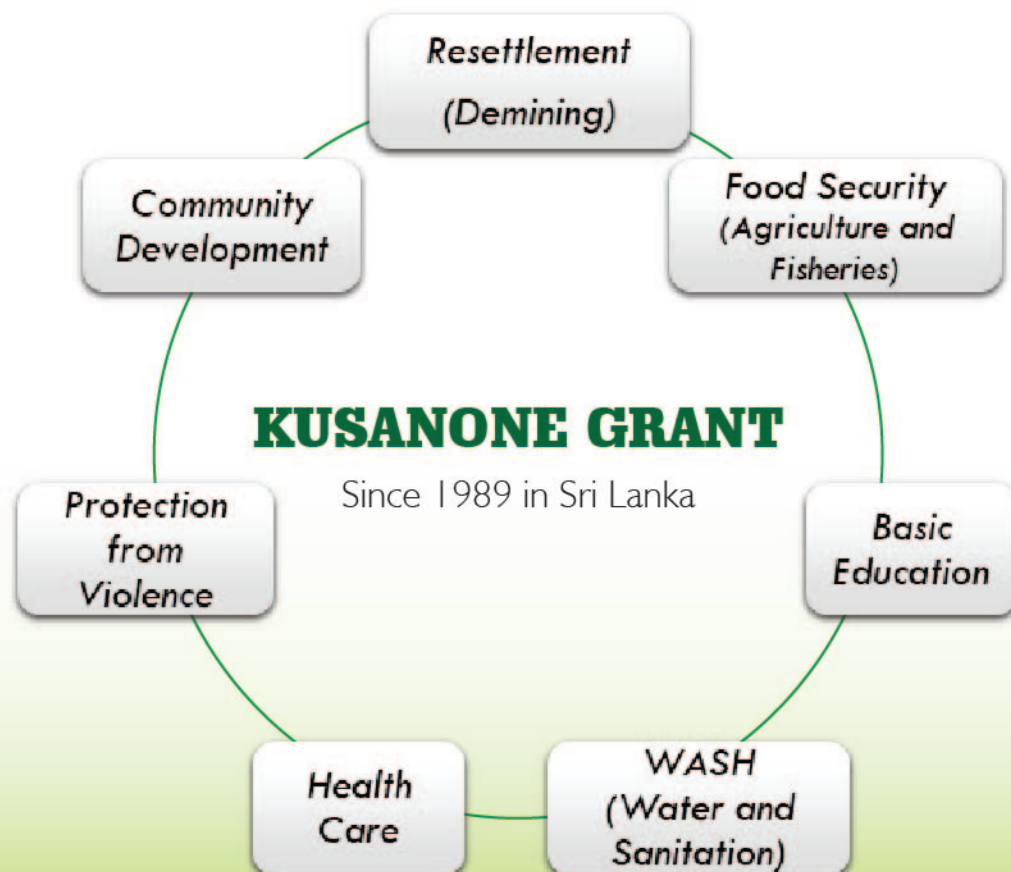 Resettlement
(Demining)
Food Security
(Agriculture and
Fisheries)
Community
Development
KUSANONE GRANT
Since 1989 in Sri Lanka
Protection
from
Violence
Basic
Education
Health
Care
WASH
(Water and
Sanitation)